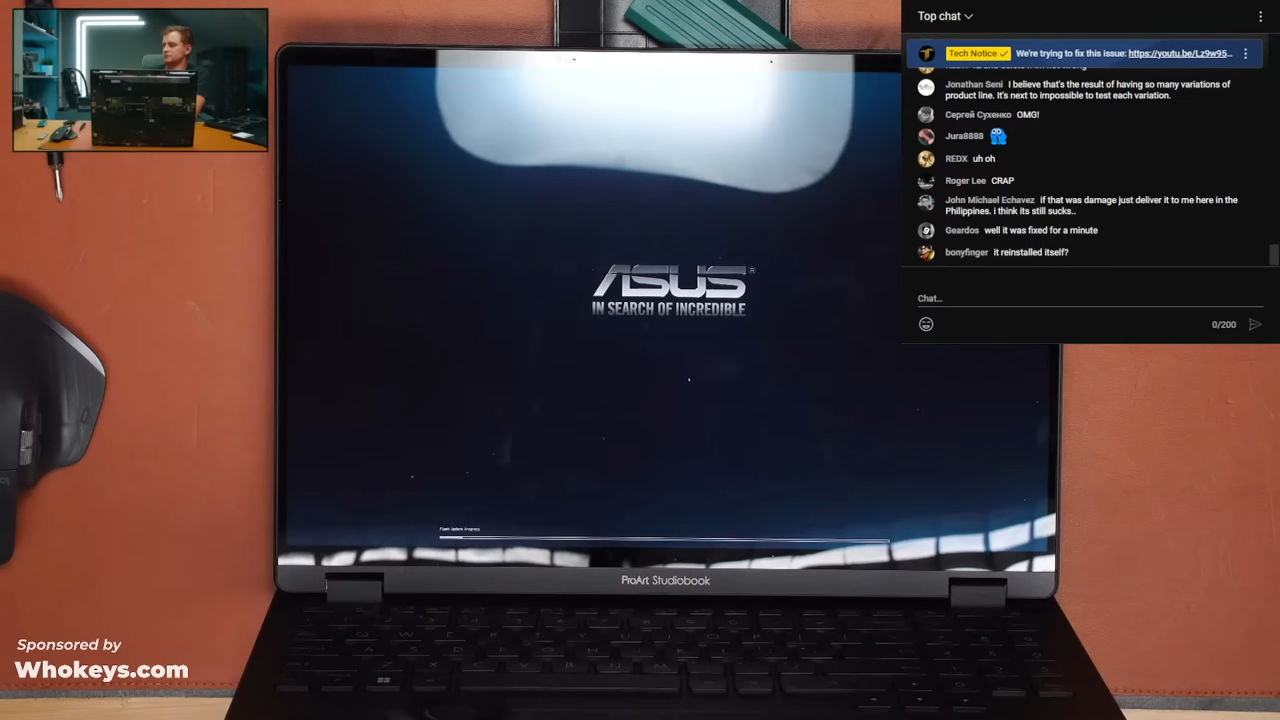 Top chat
Tech Notice We're trying to fix this issue: https://youtu.be/Lz9w95...
Jonathan Seni I believe that's the result of having so many variations of
product line. It's next to impossible to test each variation.
Сергей Сухенко OMG!
Jura8888
REDX uh oh
Roger Lee CRAP
John Michael Echavez if that was damage just deliver it to me here in the
Philippines. i think its still sucks..
Geardos well it was fixed for a minute
bonyfinger it reinstalled itself?
Chat...
0/200
ASUS®
IN SEARCH OF INCREDIBLE
Flash Update Progress
ProArt Studiobook
Sponsored by
Whokeys.com